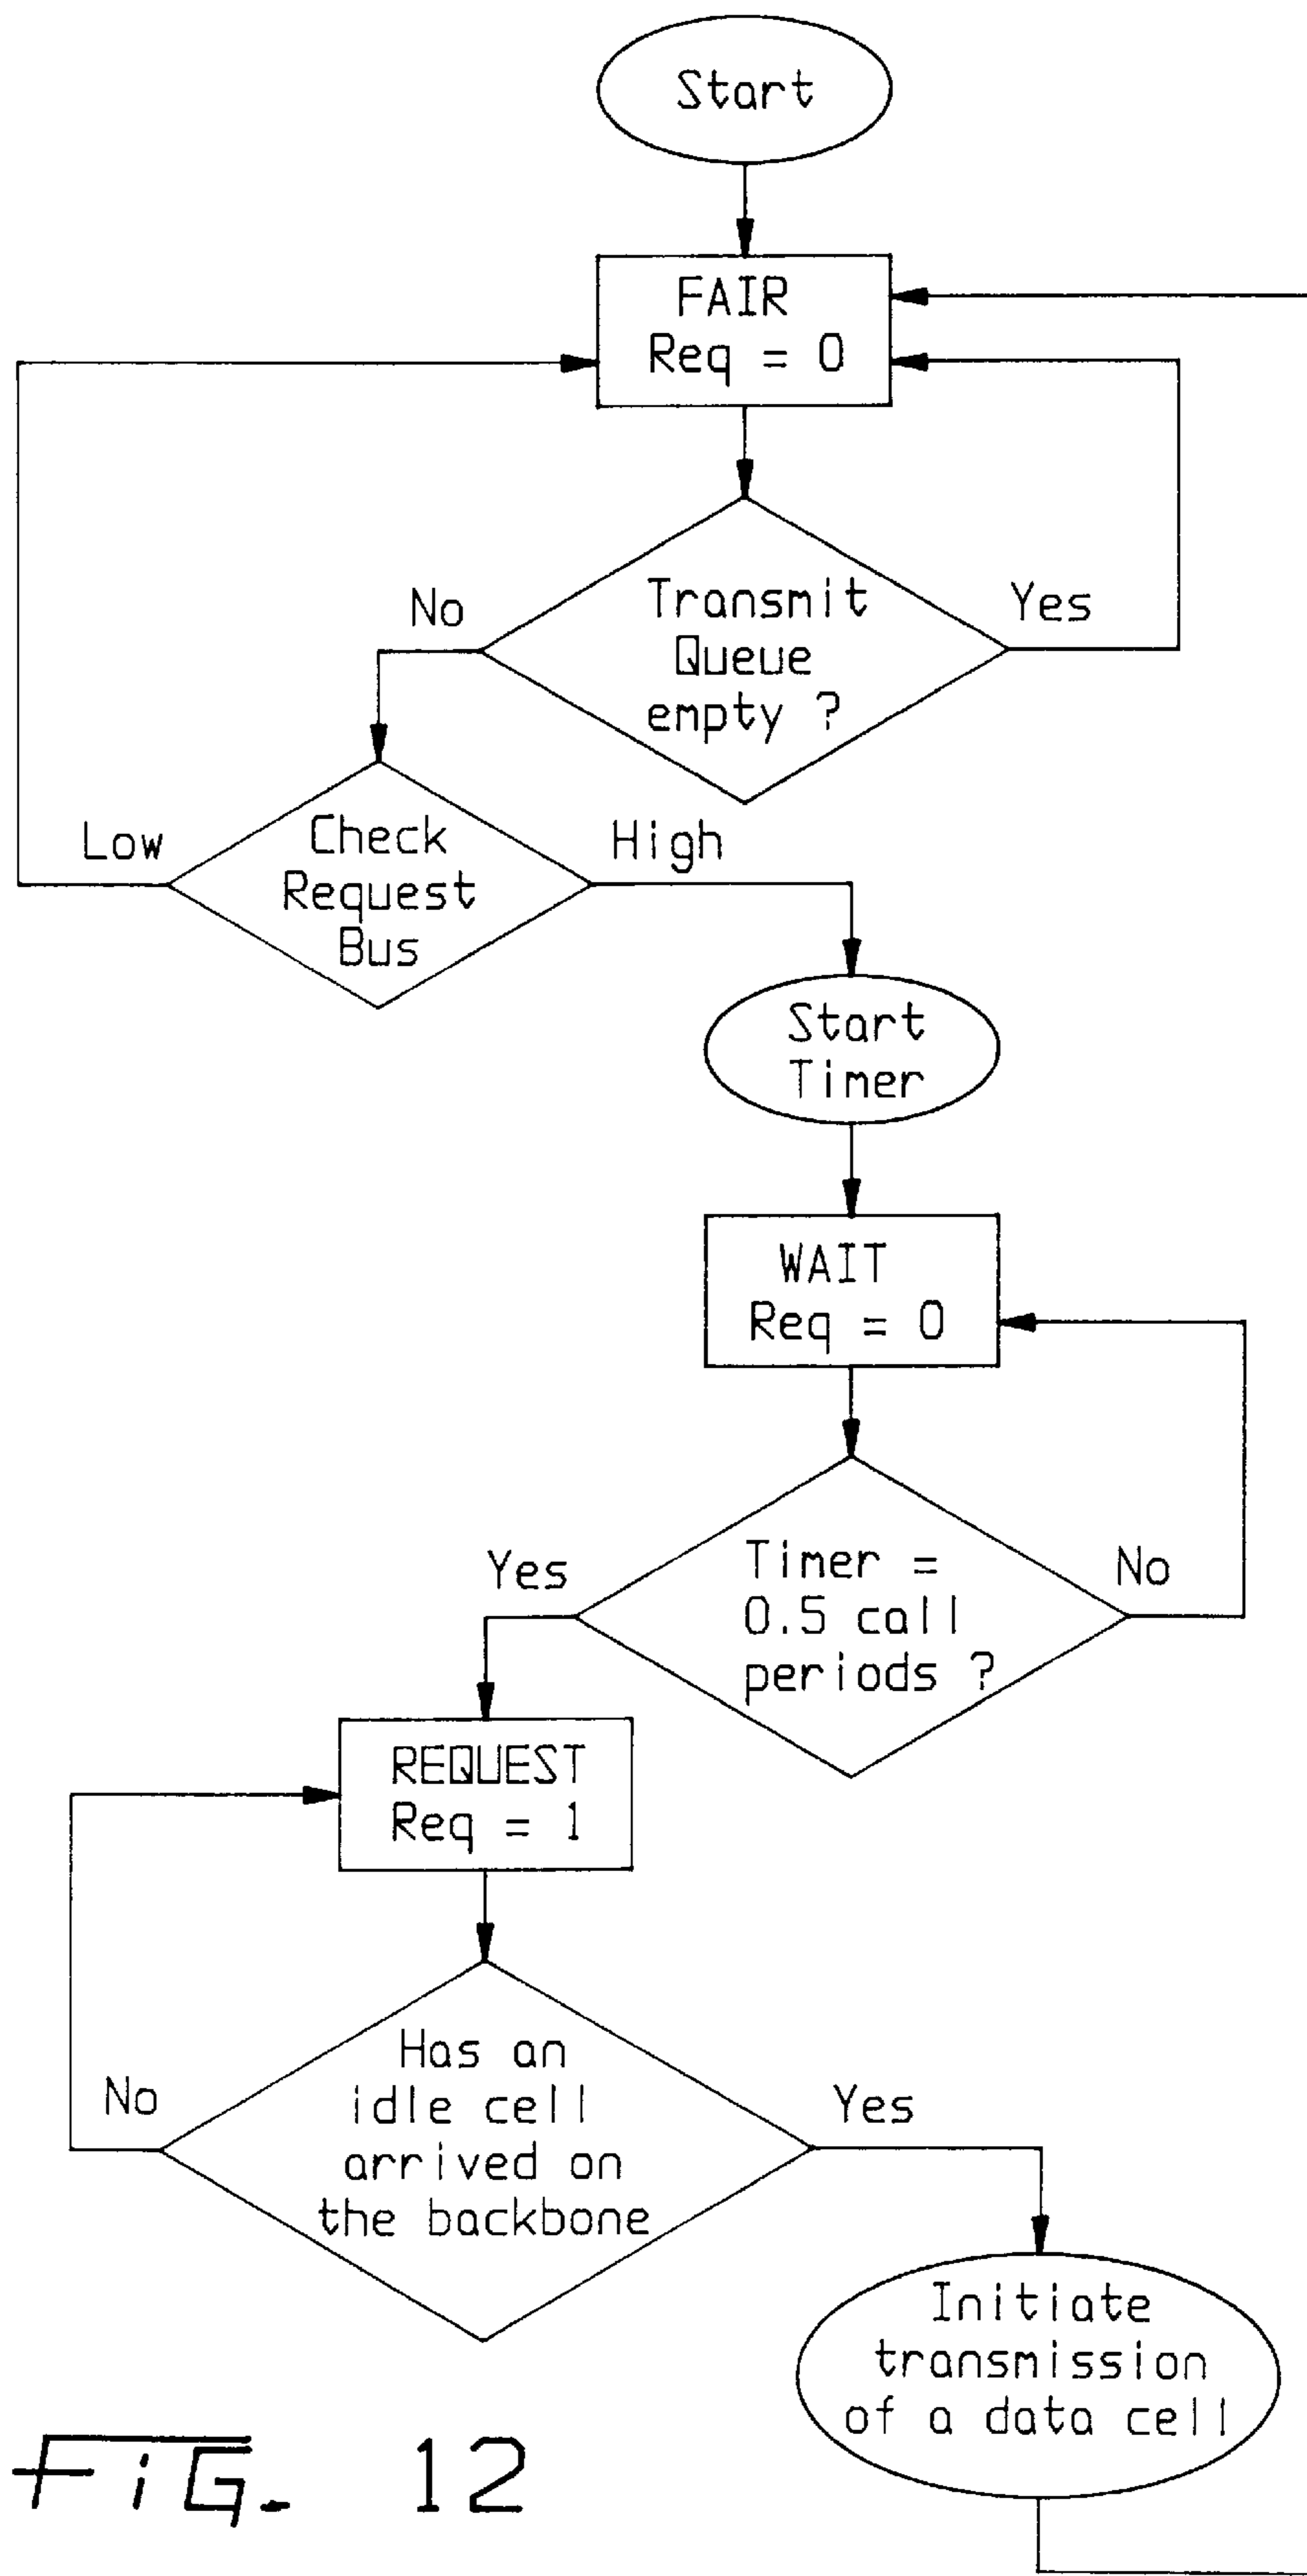 Start
FAIR
Req = 0
Transmit
Queue
empty ?
No
Yes
Check
Request
Bus
Low
High
Start
Timer
WAIT
Req = 0
Timer =
0.5 call
periods ?
Yes
No
REQUEST
Req = 1
Has an
idle cell
arrived on
the backbone
No
Yes
Initiate
transmission
of a data cell
FiG. 12